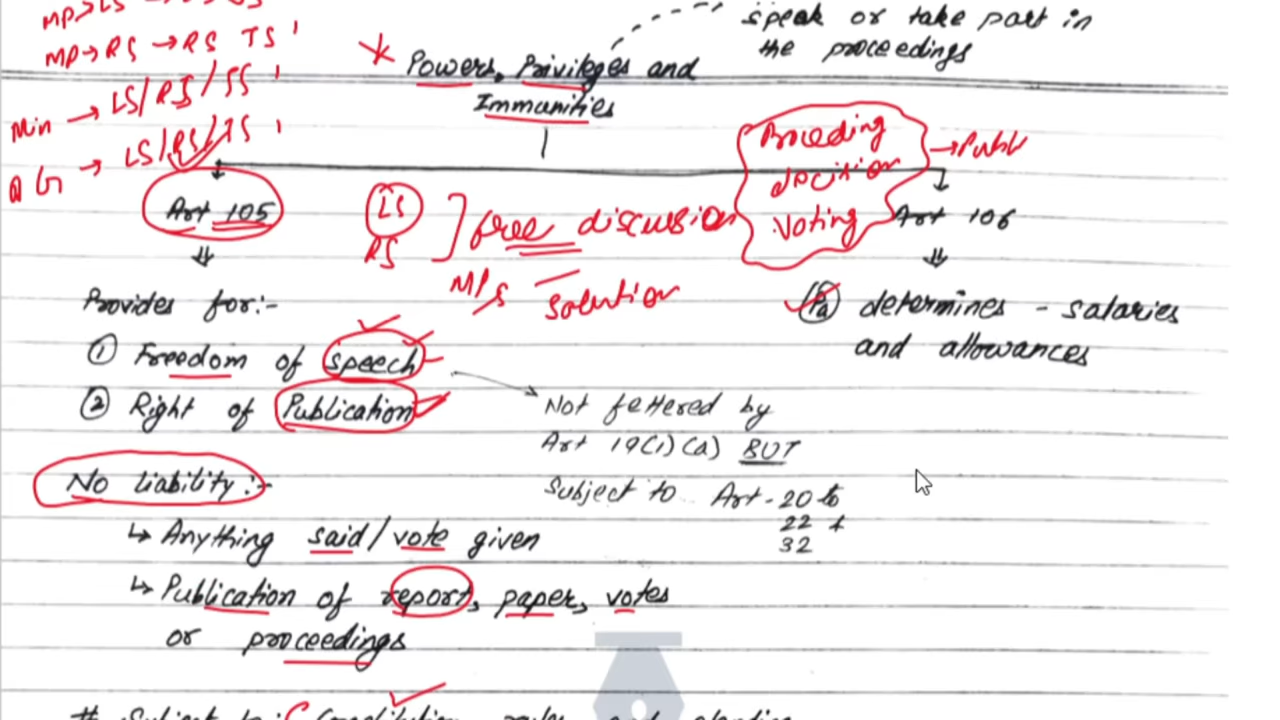 MP→RS →RS TS '
Min → LS/RS/
A G → LS/RS/
speak or take part in
the proceedings
Powers, Privileges and
Immunities
Proceeding
decision
Voting
→Publ
Art 105
LS
RS
free discussion
M/s
solution
Art 106
Provides for:-
① Freedom of speech
② Right of Publication
Pa determines - salaries
and allowances
Not fettered by
Art 19(1)(a) BUT
Subject to Art-20 to
22 +
32
No liability:-
↳ Anything said/vote given
↳ Publication of report, paper, votes
or proceedings
# Subject to: